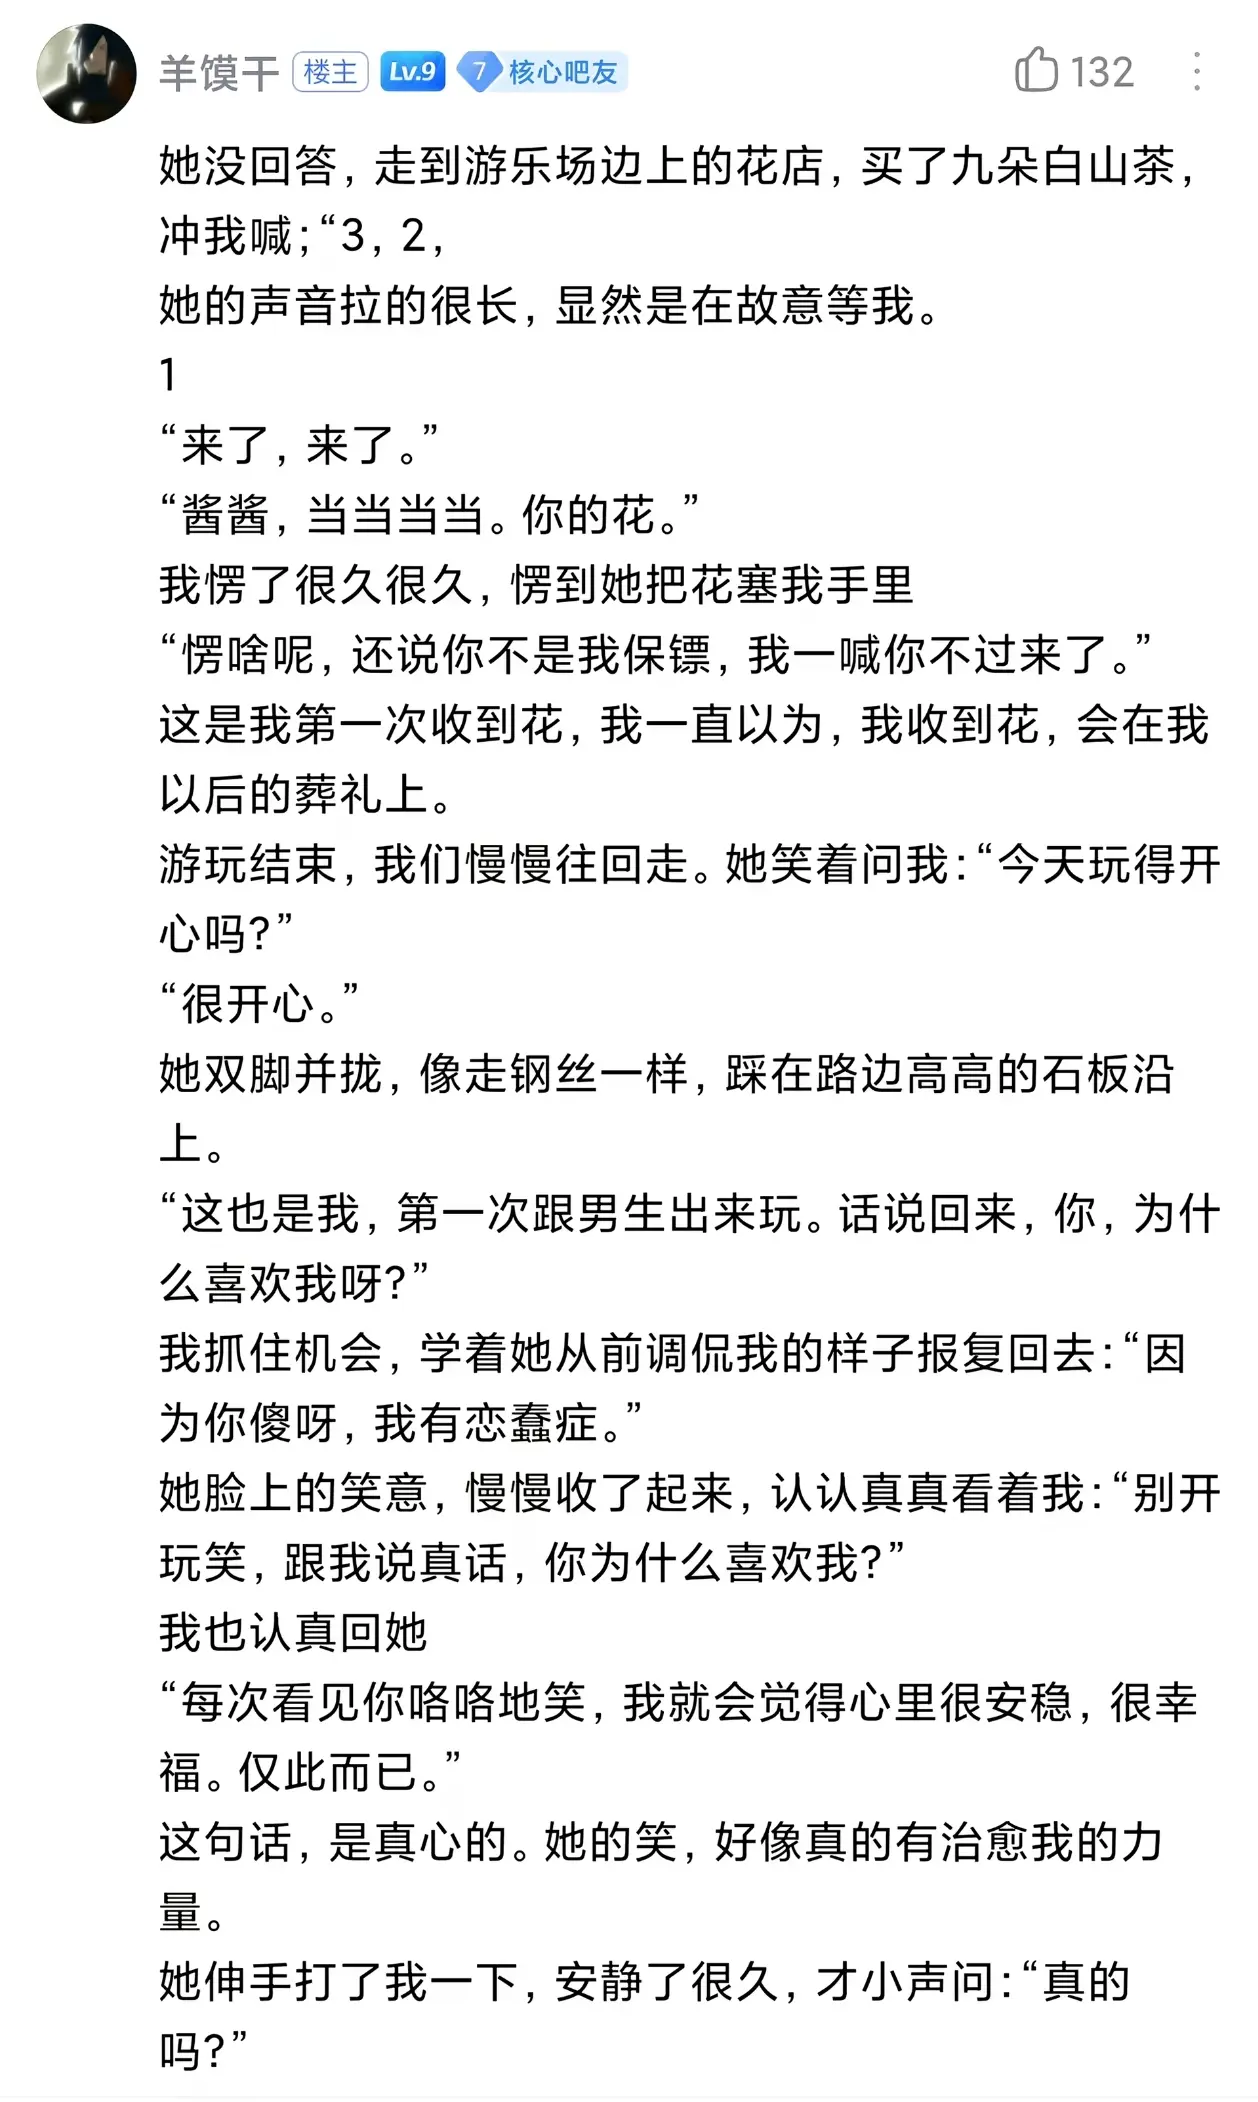 羊馍干 楼主 Lv.9 7 核心吧友 132
她没回答，走到游乐场边上的花店，买了九朵白山茶，
冲我喊；“3，2，
她的声音拉的很长，显然是在故意等我。
1
“来了，来了。”
“酱酱，当当当当。你的花。”
我愣了很久很久，愣到她把花塞我手里
“愣啥呢，还说你不是我保镖，我一喊你不过来了。”
这是我第一次收到花，我一直以为，我收到花，会在我
以后的葬礼上。
游玩结束，我们慢慢往回走。她笑着问我：“今天玩得开
心吗？”
“很开心。”
她双脚并拢，像走钢丝一样，踩在路边高高的石板沿
上。
“这也是我，第一次跟男生出来玩。话说回来，你，为什
么喜欢我呀？”
我抓住机会，学着她从前调侃我的样子报复回去：“因
为你傻呀，我有恋蠢症。”
她脸上的笑意，慢慢收了起来，认认真真看着我：“别开
玩笑，跟我说真话，你为什么喜欢我？”
我也认真回她
“每次看见你咯咯地笑，我就会觉得心里很安稳，很幸
福。仅此而已。”
这句话，是真心的。她的笑，好像真的有治愈我的力
量。
她伸手打了我一下，安静了很久，才小声问：“真的
吗？”